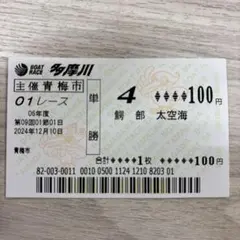 BOAT RACE 多摩川
主催青梅市
01レース
06年度
第09回01節01日
2024年12月10日
青梅市
単勝
4 ◆◆◆◆100円
鰐部 太空海
合計◆◆◆◆1枚 ◆◆◆◆◆100円
82-003-0011 0010 0500 1124 1210 8203 01